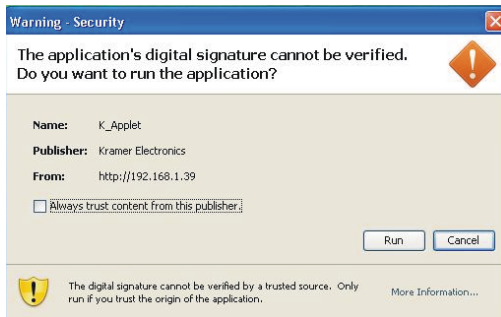 Warning - Security
The application's digital signature cannot be verified.
Do you want to run the application?
Name: K_Applet
Publisher: Kramer Electronics
From: http://192.168.1.39
Always trust content from this publisher.
Run Cancel
The digital signature cannot be verified by a trusted source. Only
run if you trust the origin of the application.
More Information...